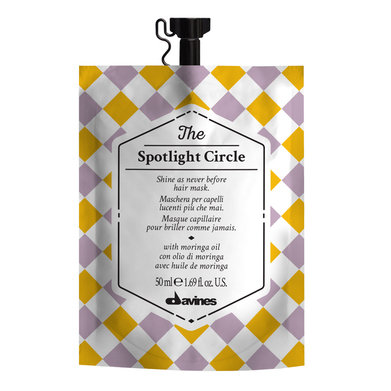 The
Spotlight Circle
Shine as never before
hair mask.
Maschera per capelli
lucenti più che mai.
Masque capillaire
pour briller comme jamais.
with moringa oil
con olio di moringa
avec huile de moringa
50 ml ℮ 1.69 fl. oz. U.S.
davines